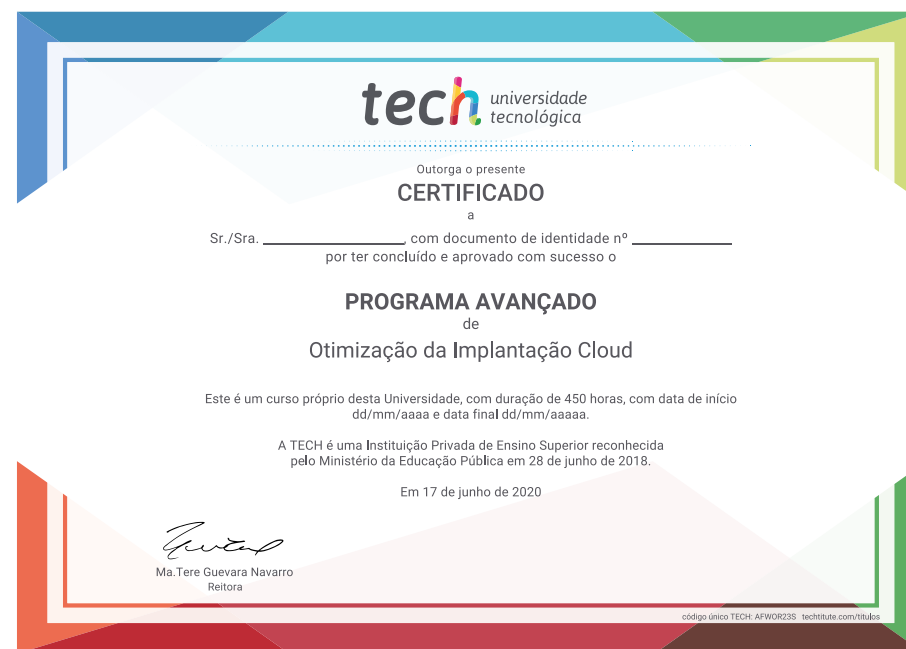 tech universidade
tecnológica
Outorga o presente
CERTIFICADO
a
Sr./Sra. ________________, com documento de identidade nº ____________
por ter concluído e aprovado com sucesso o
PROGRAMA AVANÇADO
de
Otimização da Implantação Cloud
Este é um curso próprio desta Universidade, com duração de 450 horas, com data de início
dd/mm/aaaa e data final dd/mm/aaaaa.
A TECH é uma Instituição Privada de Ensino Superior reconhecida
pelo Ministério da Educação Pública em 28 de junho de 2018.
Em 17 de junho de 2020
Ma.Tere Guevara Navarro
Reitora
código único TECH: AFWOR23S techtitute.com/titulos